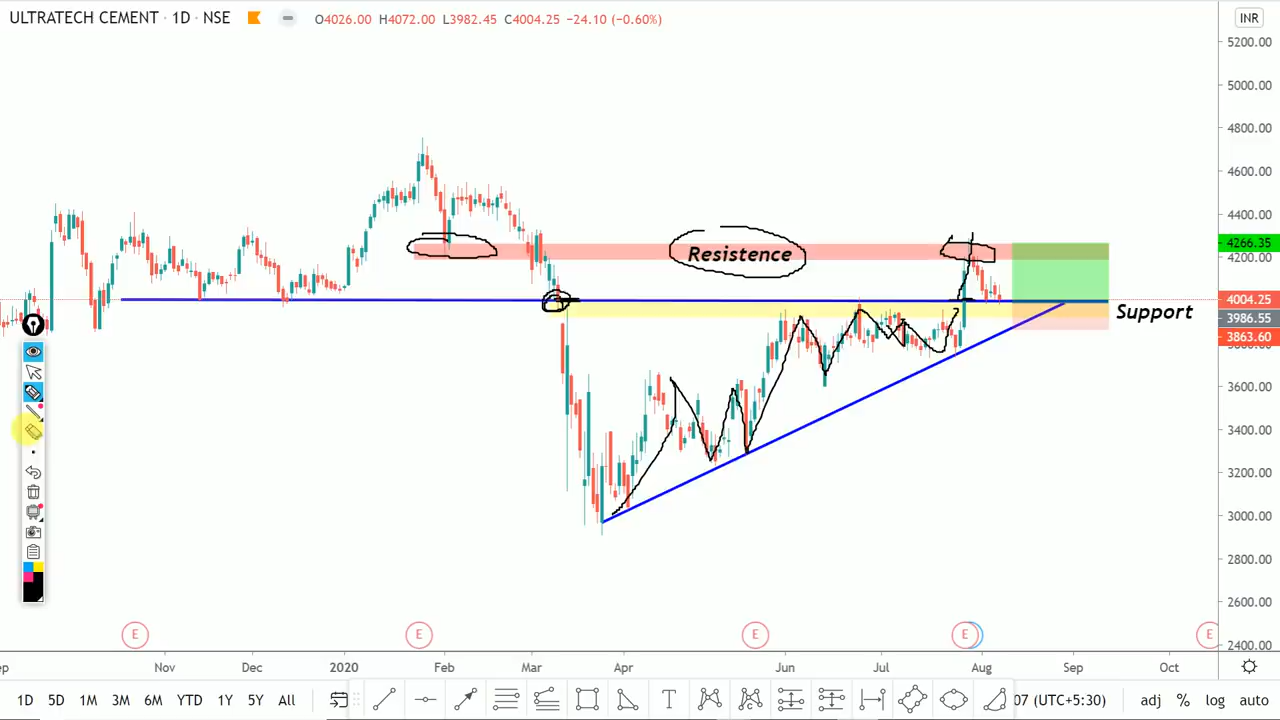 ULTRATECH CEMENT · 1D · NSE O4026.00 H4072.00 L3982.45 C4004.25 −24.10 (−0.60%) INR
5200.00
5000.00
4800.00
4600.00
4400.00
4266.35
Resistence
4200.00
4004.25
Support
3986.55
3863.60
3600.00
3400.00
3200.00
3000.00
2800.00
2600.00
E E E E E
2400.00
ep Nov Dec 2020 Feb Mar Apr Jun Jul Aug Sep Oct
1D 5D 1M 3M 6M YTD 1Y 5Y All T C 07 (UTC+5:30) adj % log auto